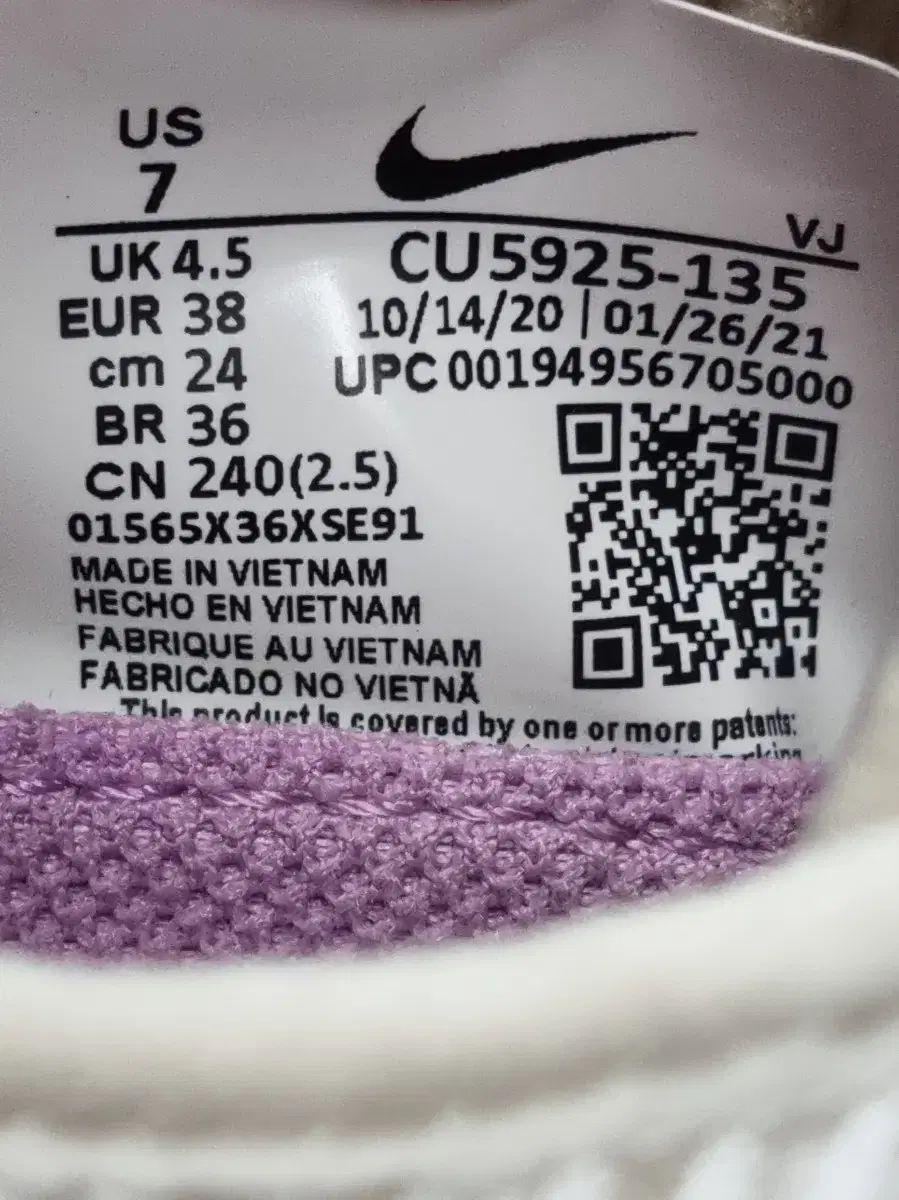 US
7
VJ
UK 4.5
EUR 38
cm 24
BR 36
CN 240(2.5)
CU5925-135
10/14/20 | 01/26/21
UPC 00194956705000
01565X36XSE91
MADE IN VIETNAM
HECHO EN VIETNAM
FABRIQUE AU VIETNAM
FABRICADO NO VIETNÃ
This product is covered by one or more patents: